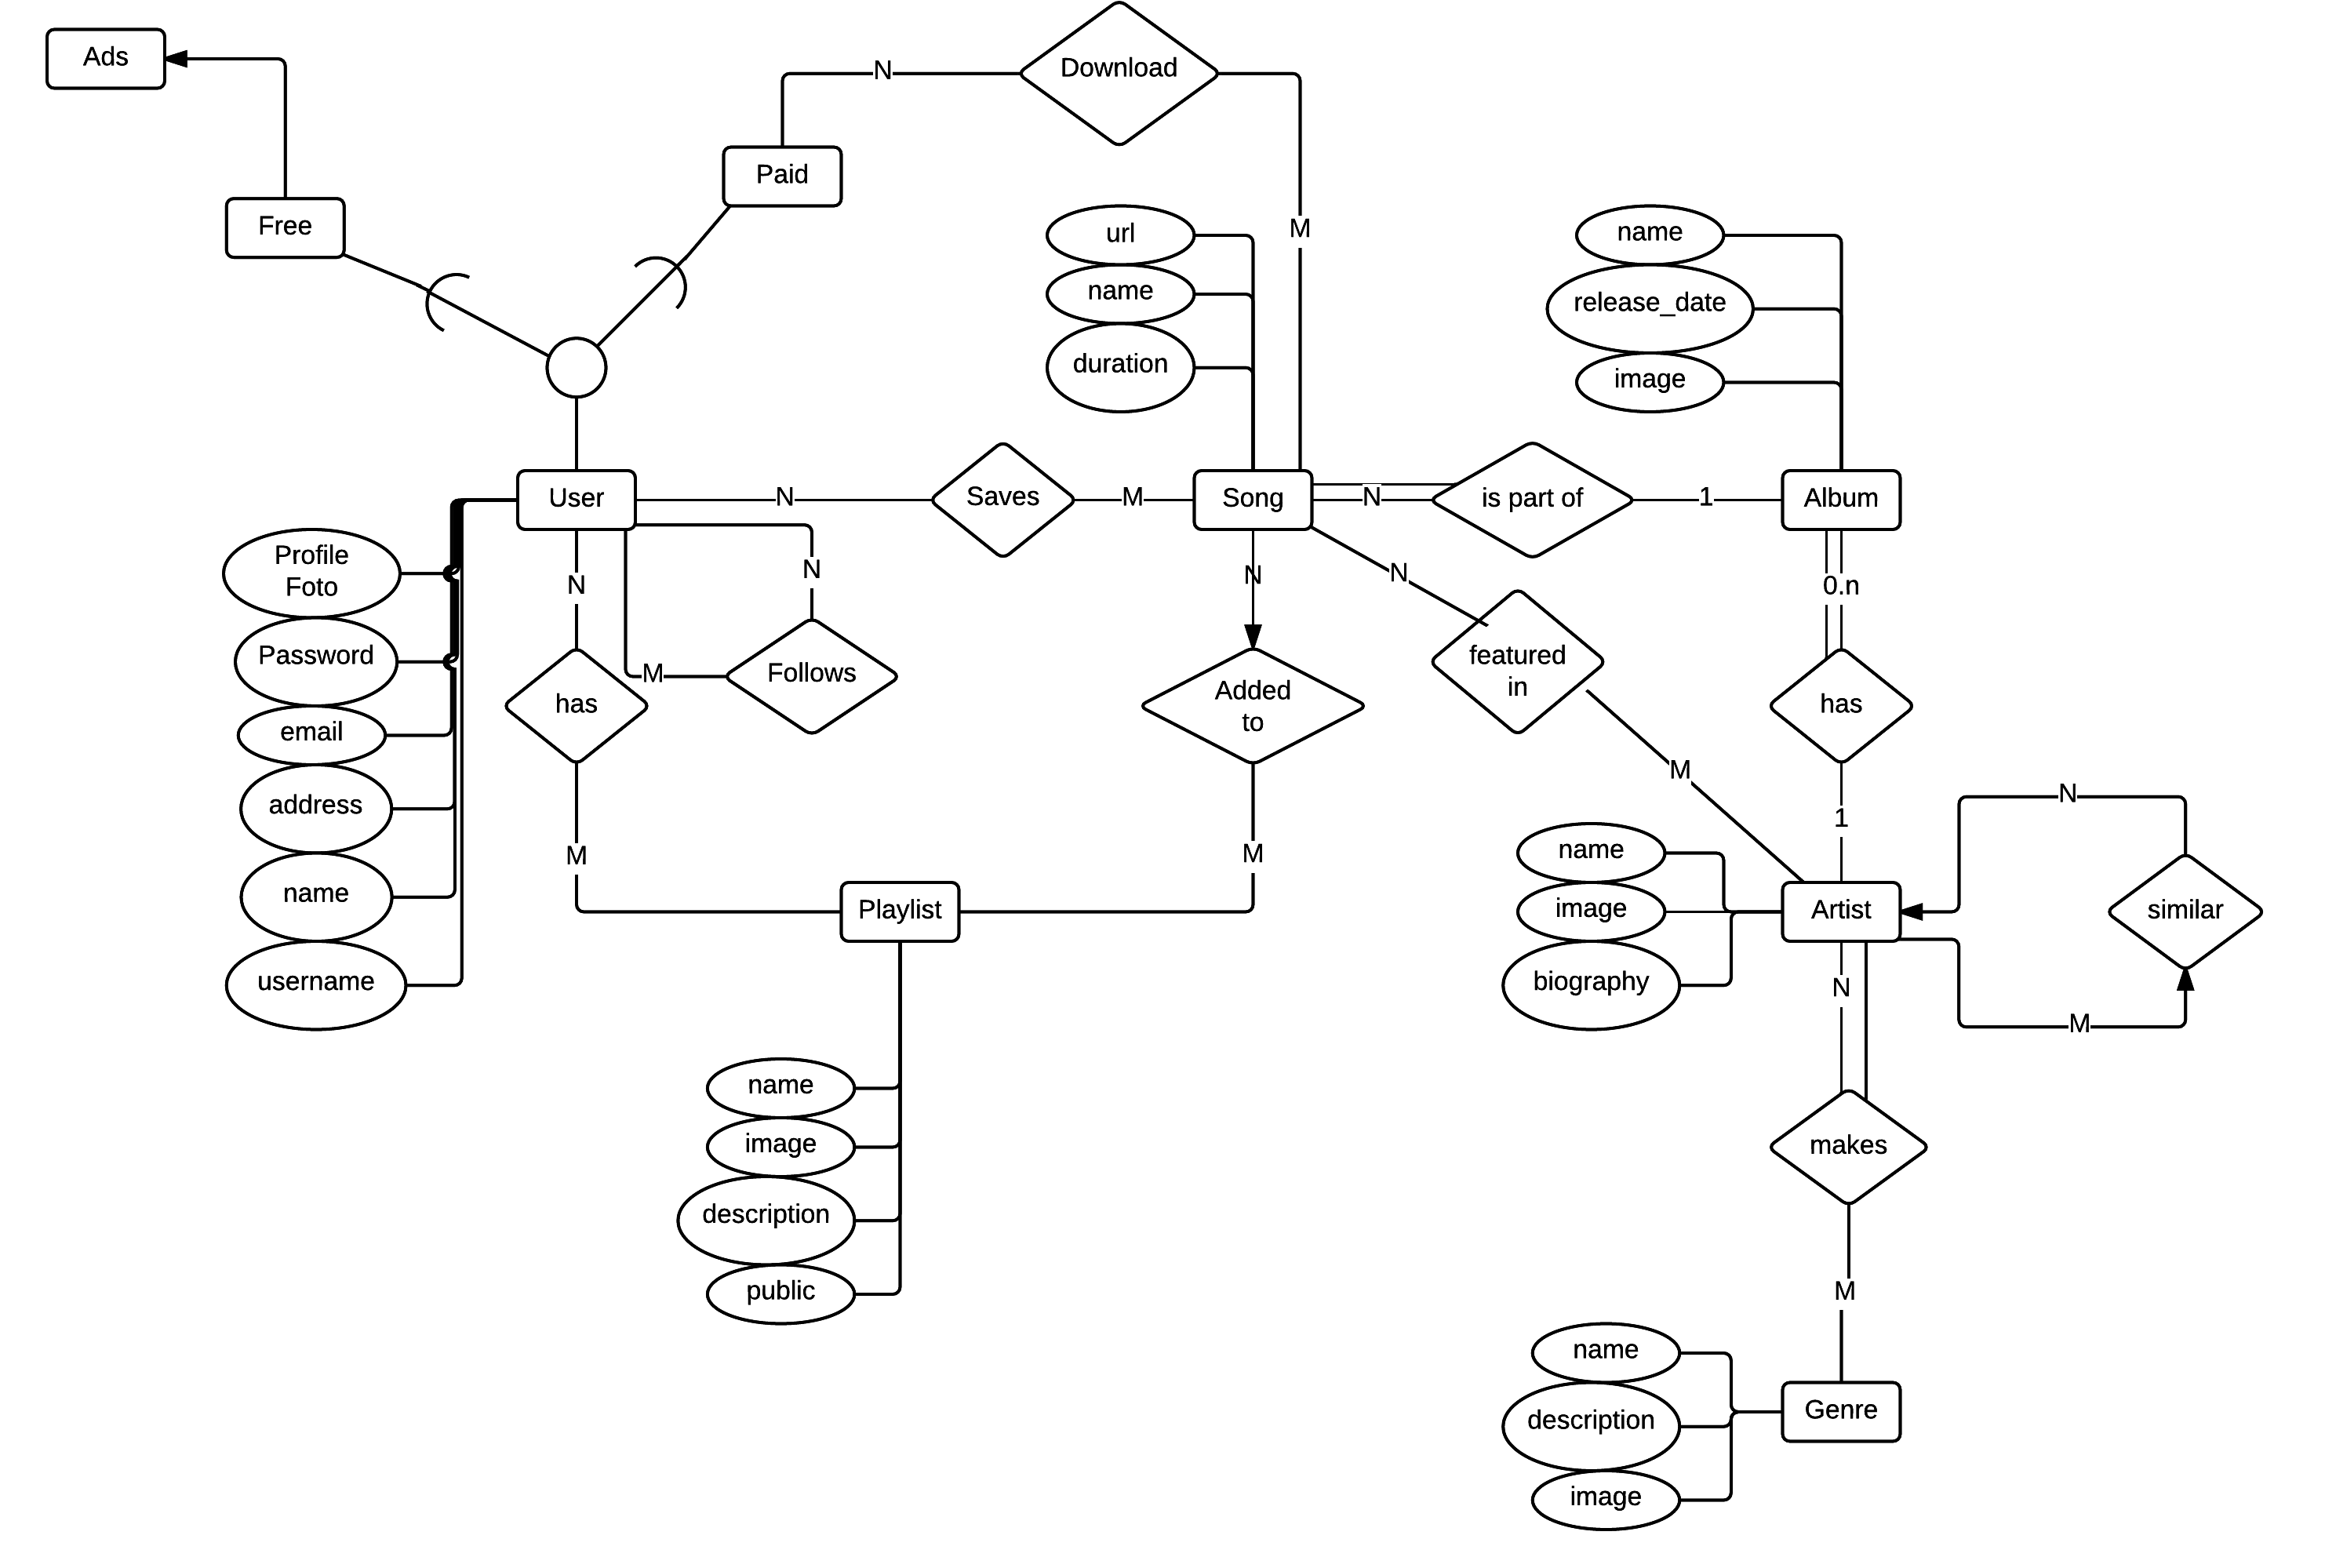 Ads
Download
N
Paid
Free
M
url
name
duration
name
release_date
image
User
N
Saves
M
Song
N
is part of
1
Album
Profile
Foto
Password
email
address
name
username
N
N
M
has
Follows
N
Added
to
N
featured
in
M
0.n
has
1
M
M
Playlist
name
image
biography
Artist
N
similar
M
N
makes
M
name
image
description
public
name
description
image
Genre